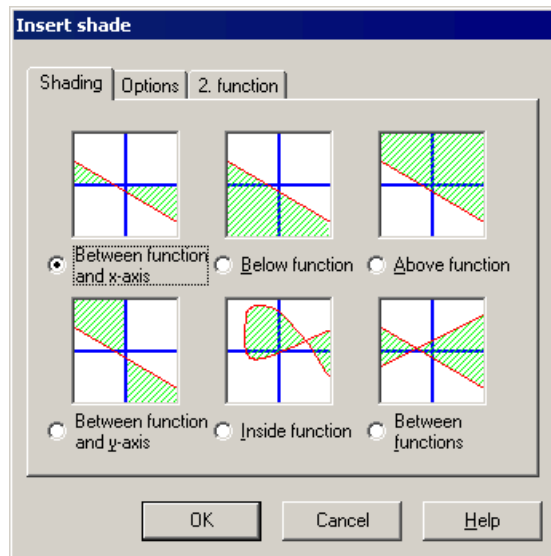 Insert shade
Shading
Options
2. function
Between function
and x-axis
Below function
Above function
Between function
and y-axis
Inside function
Between
functions
OK
Cancel
Help